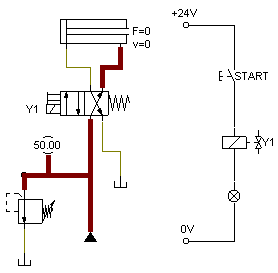 +24V
F=0
v=0
START
Y1
50.00
Y1
0V